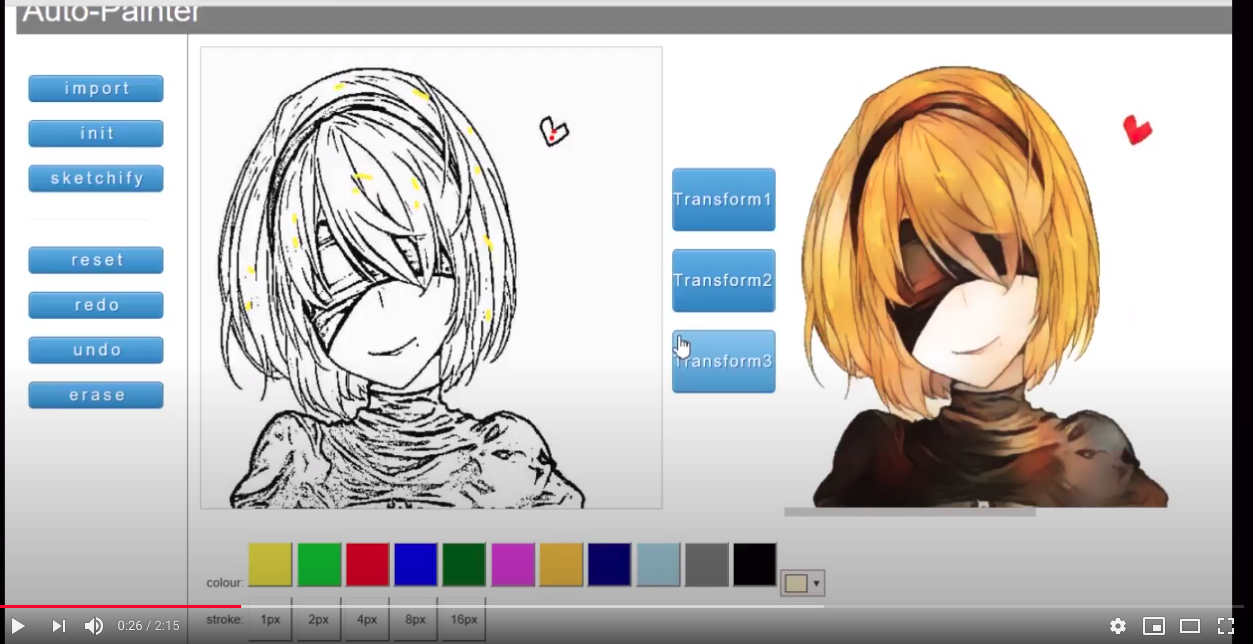 Auto-Painter
import
init
sketchify
reset
redo
undo
erase
Transform1
Transform2
Transform3
colour:
stroke:
1px
2px
4px
8px
16px
0:26 / 2:15